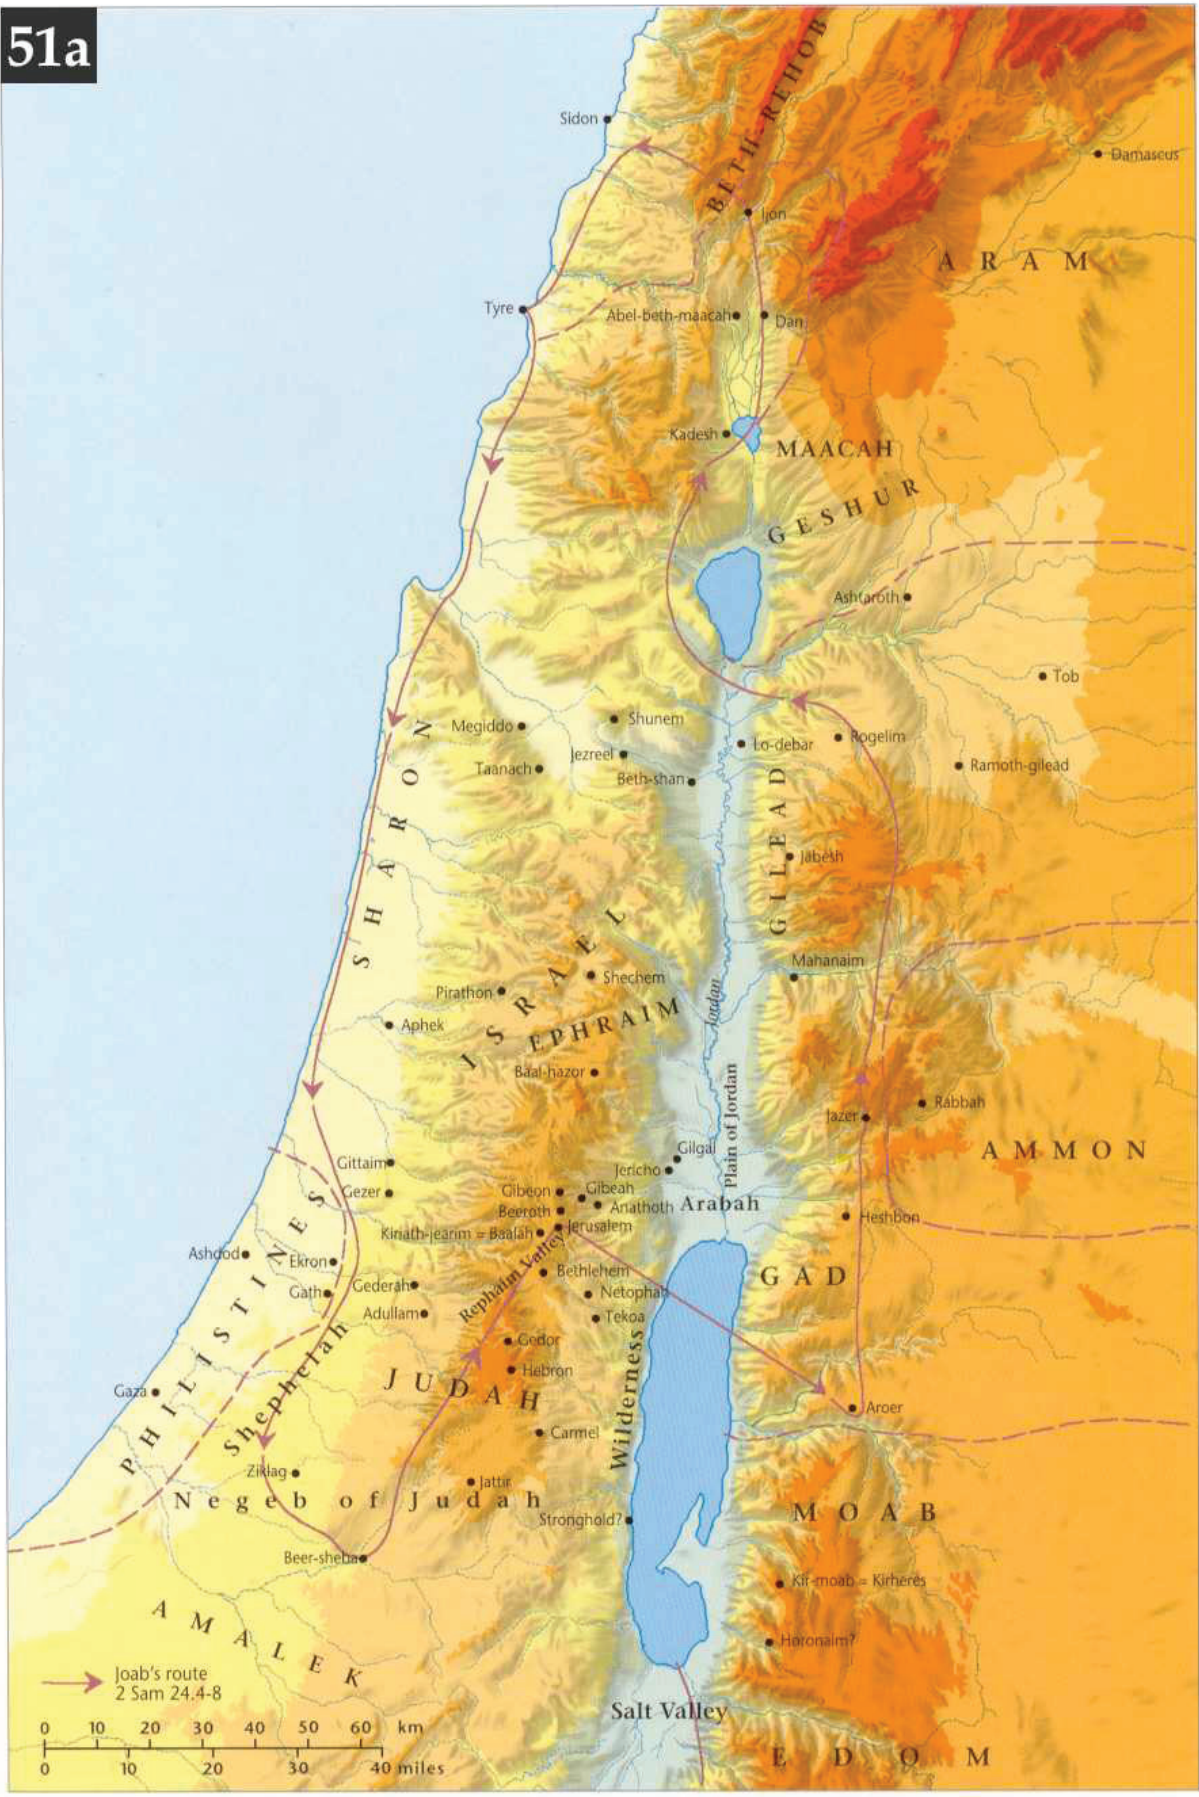 51a
BETH-REHOB
Sidon
Damascus
Ijon
ARAM
Tyre
Abel-beth-maacah
Dan
Kadesh
MAACAH
GESHUR
Ashtaroth
Tob
SHARON
Megiddo
Shunem
Jezreel
Taanach
Beth-shan
Lo-debar
Rogelim
Ramoth-gilead
GILEAD
Jabesh
ISRAEL
Mahanaim
Shechem
Pirathon
EPHRAIM
Jordan
Aphek
Baal-hazor
Plain of Jordan
Rabbah
Jazer
AMMON
Gilgal
Jericho
Gittaim
Gezer
Gibeon
Gibeah
Beeroth
Anathoth
Arabah
Jerusalem
Kiriath-jearim = Baalah
Heshbon
Rephaim Valley
PHILISTINES
Ashdod
Ekron
Bethlehem
GAD
Gath
Gederah
Netophah
Adullam
Tekoa
Gedor
Hebron
Shephelah
JUDAH
Gaza
Wilderness
Aroer
Carmel
Ziklag
Jattir
Negeb of Judah
Stronghold?
MOAB
Beer-sheba
Kir-moab = Kirheres
AMALEK
Horonaim?
Joab's route
2 Sam 24.4-8
Salt Valley
0 10 20 30 40 50 60 km
0 10 20 30 40 miles
EDOM